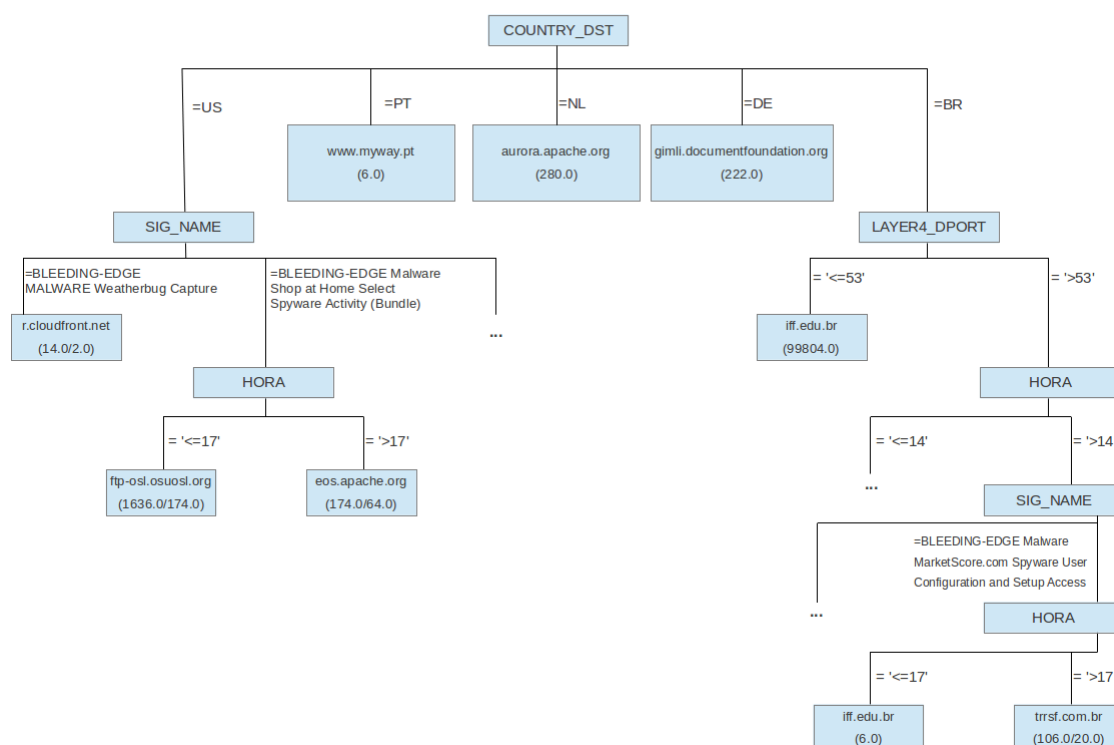 COUNTRY_DST
=US
=PT
=NL
=DE
=BR
www.myway.pt
(6.0)
aurora.apache.org
(280.0)
gimli.documentfoundation.org
(222.0)
SIG_NAME
LAYER4_DPORT
=BLEEDING-EDGE
MALWARE Weatherbug Capture
=BLEEDING-EDGE Malware
Shop at Home Select
Spyware Activity (Bundle)
= '<=53'
= '>53'
r.cloudfront.net
(14.0/2.0)
...
iff.edu.br
(99804.0)
HORA
HORA
= '<=17'
= '>17'
= '<=14'
= '>14
ftp-osl.osuosl.org
(1636.0/174.0)
eos.apache.org
(174.0/64.0)
...
SIG_NAME
=BLEEDING-EDGE Malware
MarketScore.com Spyware User
Configuration and Setup Access
...
HORA
= '<=17'
= '>17
iff.edu.br
(6.0)
trrsf.com.br
(106.0/20.0)